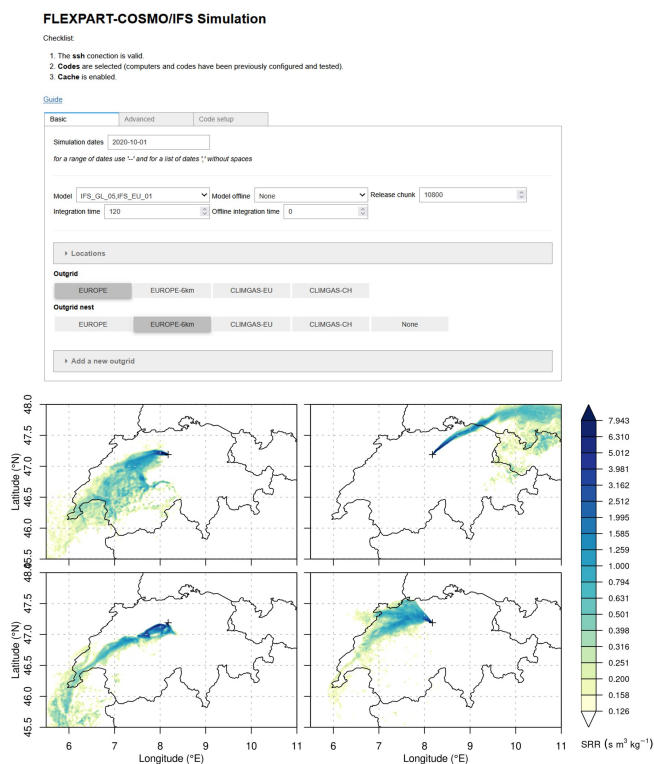 FLEXPART-COSMO/IFS Simulation
Checklist:
1. The ssh conection is valid.
2. Codes are selected (computers and codes have been previously configured and tested).
3. Cache is enabled.
Guide
Basic Advanced Code setup
Simulation dates 2020-10-01
for a range of dates use '--' and for a list of dates ',' without spaces
Model IFS_GL_05,IFS_EU_01 Model offline None Release chunk 10800
Integration time 120 Offline integration time 0
Locations
Outgrid
EUROPE EUROPE-6km CLIMGAS-EU CLIMGAS-CH
Outgrid nest
EUROPE EUROPE-6km CLIMGAS-EU CLIMGAS-CH None
Add a new outgrid
48.0
47.5
47.0
46.5
46.0
45.5
Latitude (°N)
48.0
47.5
47.0
46.5
46.0
45.5
Latitude (°N)
6 7 8 9 10 11
Longitude (°E)
6 7 8 9 10 11
Longitude (°E)
7.943
6.310
5.012
3.981
3.162
2.512
1.995
1.585
1.259
1.000
0.794
0.631
0.501
0.398
0.316
0.251
0.200
0.158
0.126
SRR (s m³ kg⁻¹)